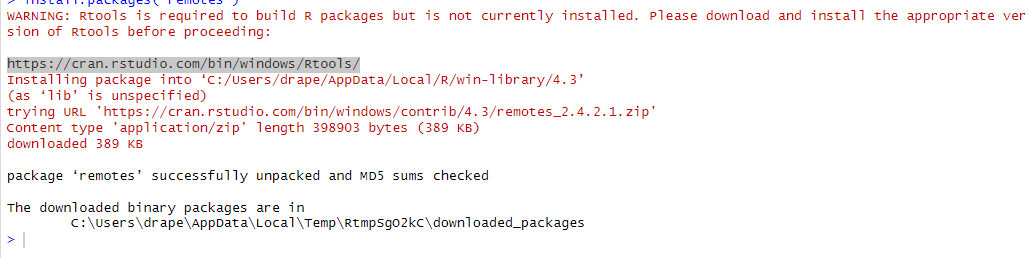 > install.packages("remotes")
WARNING: Rtools is required to build R packages but is not currently installed. Please download and install the appropriate ver
sion of Rtools before proceeding:
https://cran.rstudio.com/bin/windows/Rtools/
Installing package into ‘C:/Users/drape/AppData/Local/R/win-library/4.3’
(as ‘lib’ is unspecified)
trying URL 'https://cran.rstudio.com/bin/windows/contrib/4.3/remotes_2.4.2.1.zip'
Content type 'application/zip' length 398903 bytes (389 KB)
downloaded 389 KB
package ‘remotes’ successfully unpacked and MD5 sums checked
The downloaded binary packages are in
C:\Users\drape\AppData\Local\Temp\RtmpSgO2kC\downloaded_packages
>